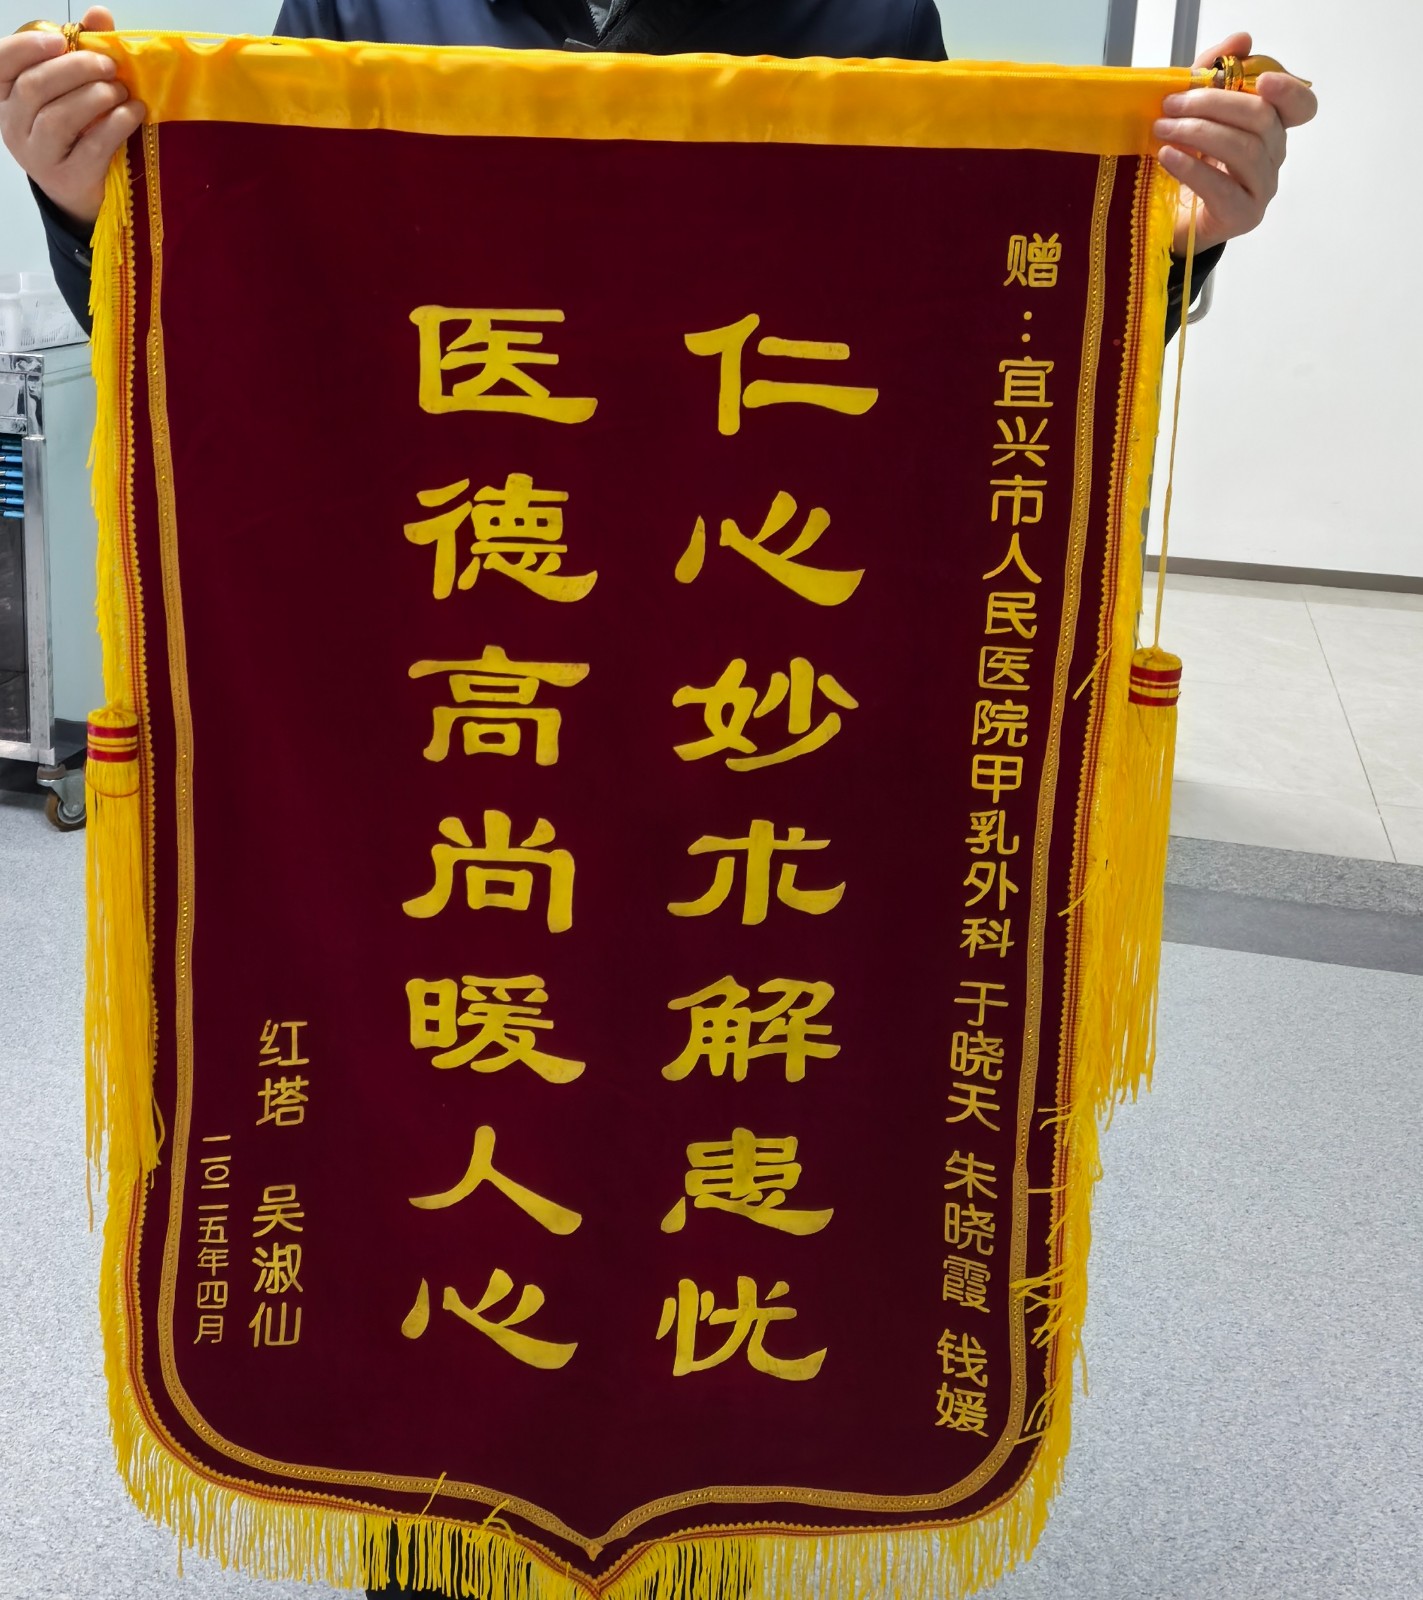 赠：宜兴市人民医院甲乳外科 于晓天 朱晓霞 钱媛
仁心妙术解患忧
医德高尚暖人心
红塔 吴淑仙
二〇二五年四月